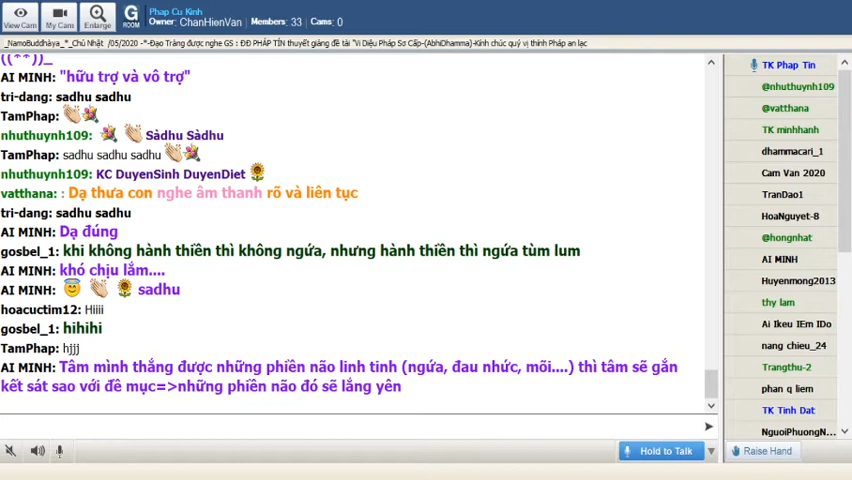 Phap Cu Kinh
Owner: ChanHienVan Members: 33 Cams: 0
View Cam
My Cam
Enlarge
G
ROOM
_NamoBuddhàya_*_Chủ Nhật /05/2020 -*-Đạo Tràng được nghe GS : ĐĐ PHÁP TÍN thuyết giảng đề tài "Vi Diệu Pháp Sơ Cấp-(AbhiDhamma)-Kính chúc quý vị thính Pháp an lạc
((**))_
AI MINH: "hữu trợ và vô trợ"
tri-dang: sadhu sadhu
TamPhap:
nhuthuynh109: Sàdhu Sàdhu
TamPhap: sadhu sadhu sadhu
nhuthuynh109: KC DuyenSinh DuyenDiet
vatthana: : Dạ thưa con nghe âm thanh rõ và liên tục
tri-dang: sadhu sadhu
AI MINH: Dạ đúng
gosbel_1: khi không hành thiền thì không ngứa, nhưng hành thiền thì ngứa tùm lum
AI MINH: khó chịu lắm....
AI MINH: sadhu
hoacuctim12: Hiiii
gosbel_1: hihihi
TamPhap: hjjj
AI MINH: Tâm mình thắng được những phiền não linh tinh (ngứa, đau nhức, mõi....) thì tâm sẽ gắn
kết sát sao với đề mục=>những phiền não đó sẽ lắng yên
TK Phap Tin
@nhuthuynh109
@vatthana
TK minhhanh
dhammacari_1
Cam Van 2020
TranDao1
HoaNguyet-8
@hongnhat
AI MINH
Huyenmong2013
thy lam
Ai Ikeu IEm IDo
nang chieu_24
Trangthu-2
phan q liem
TK Tinh Dat
NguoiPhuongN...
Hold to Talk
Raise Hand